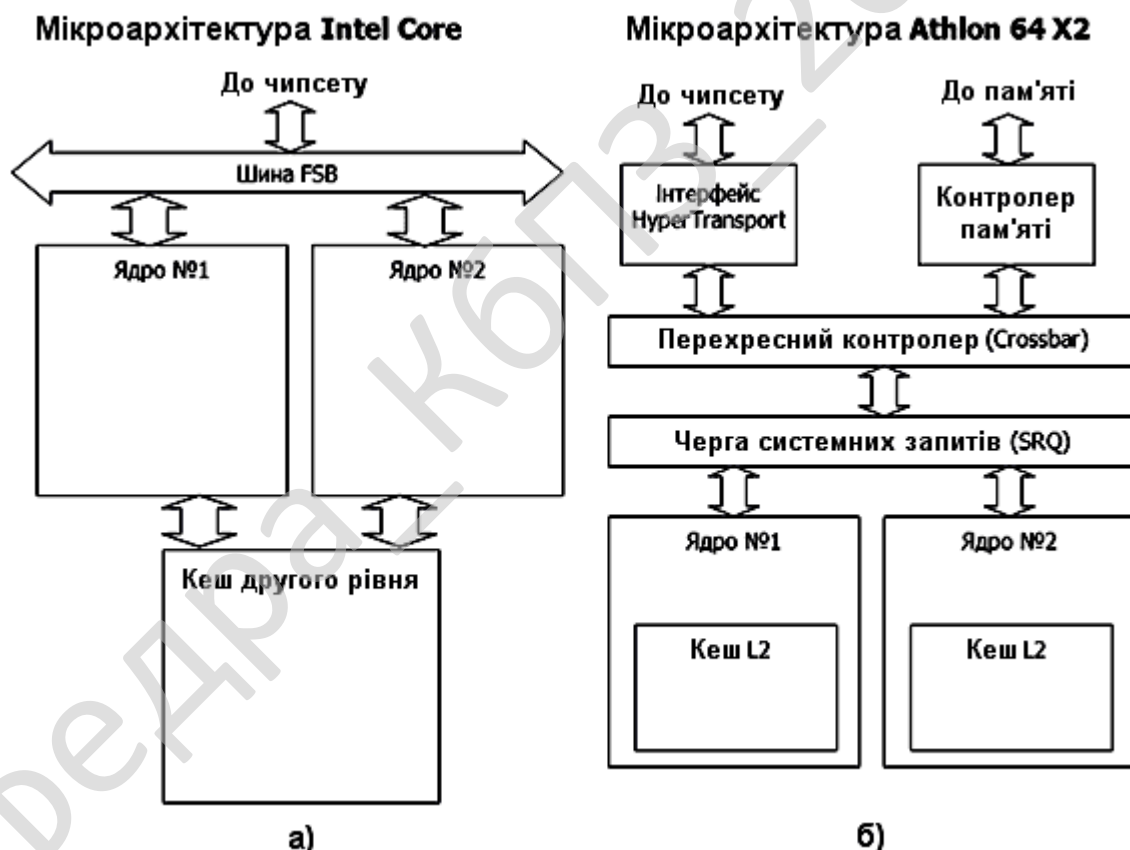 Мікроархітектура Intel Core
До чипсету
Шина FSB
Ядро №1
Ядро №2
Кеш другого рівня
а)
Мікроархітектура Athlon 64 X2
До чипсету
До пам'яті
Інтерфейс
HyperTransport
Контролер
пам'яті
Перехресний контролер (Crossbar)
Черга системних запитів (SRQ)
Ядро №1
Ядро №2
Кеш L2
Кеш L2
б)